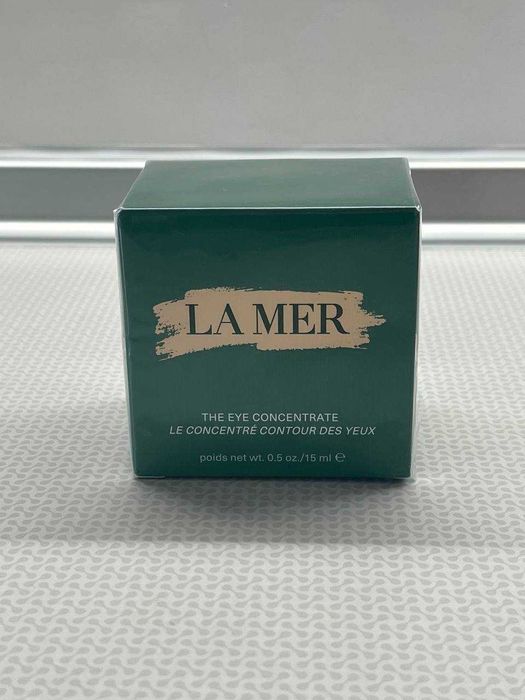 LA MER
THE EYE CONCENTRATE
LE CONCENTRÉ CONTOUR DES YEUX
poids net wt. 0.5 oz./15 ml ℮